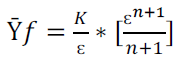 Ȳf = K/ε * [ε^{n+1}/n+1]